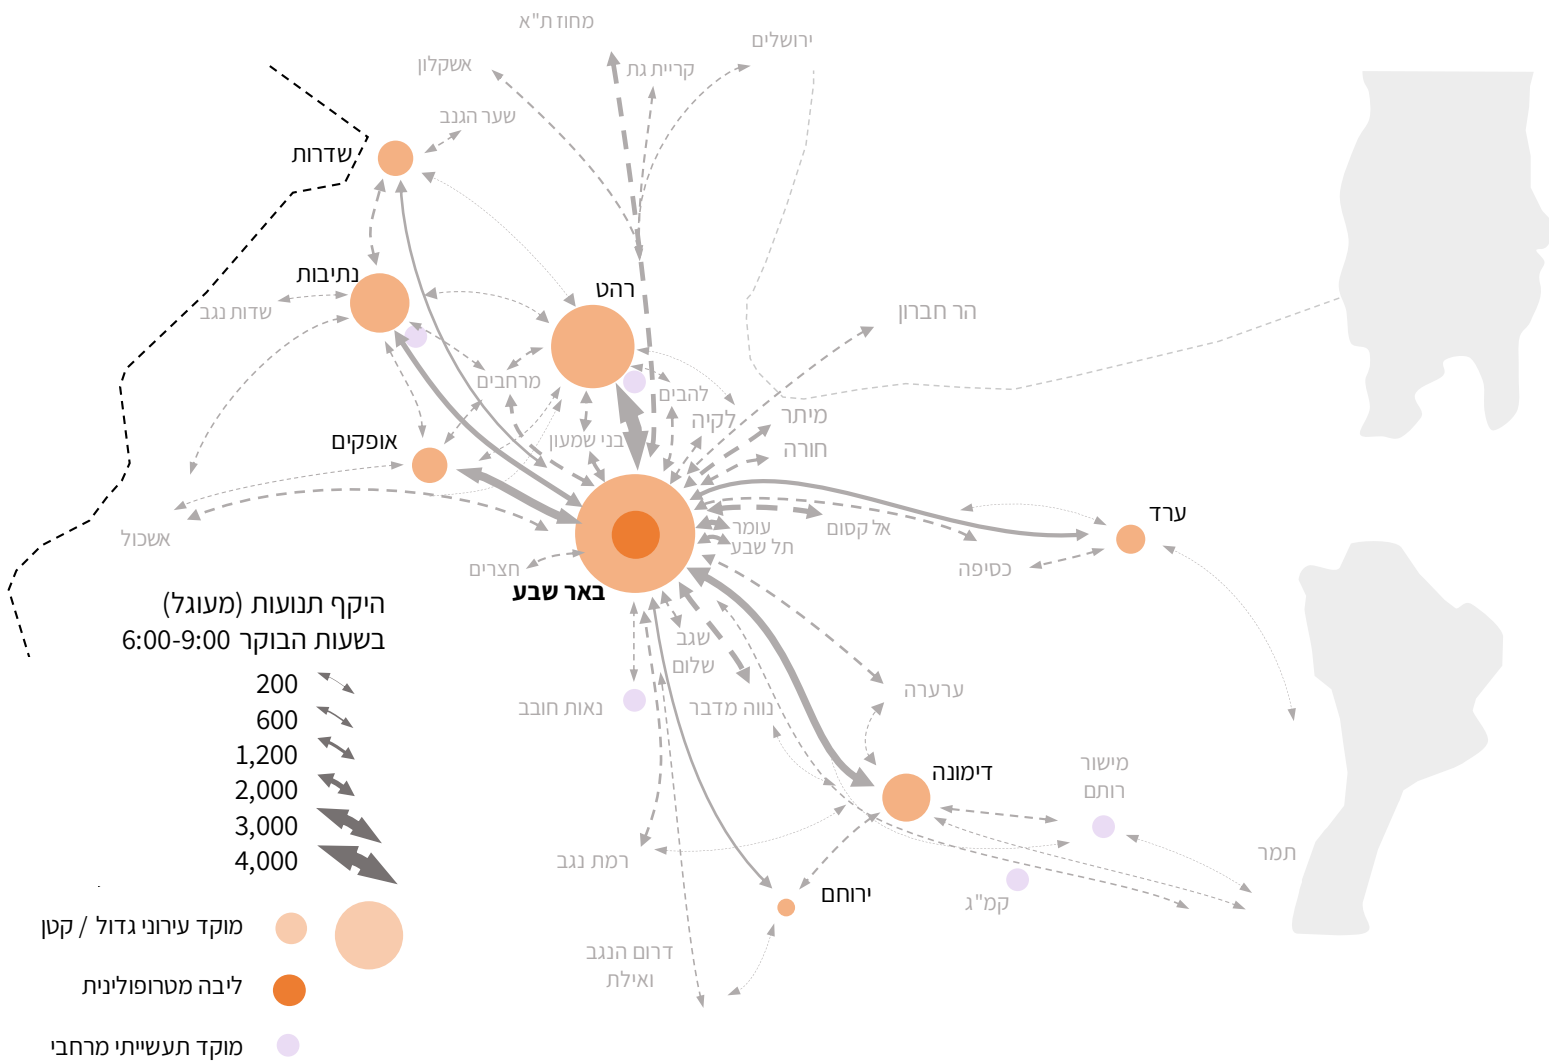 מחוז ת"א
ירושלים
אשקלון
קריית גת
שער הנגב
שדרות
נתיבות
רהט
שדות נגב
הר חברון
מרחבים
להבים
לקיה
מיתר
אופקים
בני שמעון
חורה
ערד
עומר
אל קסום
תל שבע
אשכול
חצרים
כסיפה
באר שבע
היקף תנועות (מעוגל)
בשעות הבוקר 6:00-9:00
200
600
1,200
2,000
3,000
4,000
שגב
שלום
נאות חובב
נווה מדבר
ערערה
דימונה
מישור
רותם
רמת נגב
תמר
ירוחם
קמ"ג
דרום הנגב
ואילת
מוקד עירוני גדול / קטן
ליבה מטרופולינית
מוקד תעשייתי מרחבי